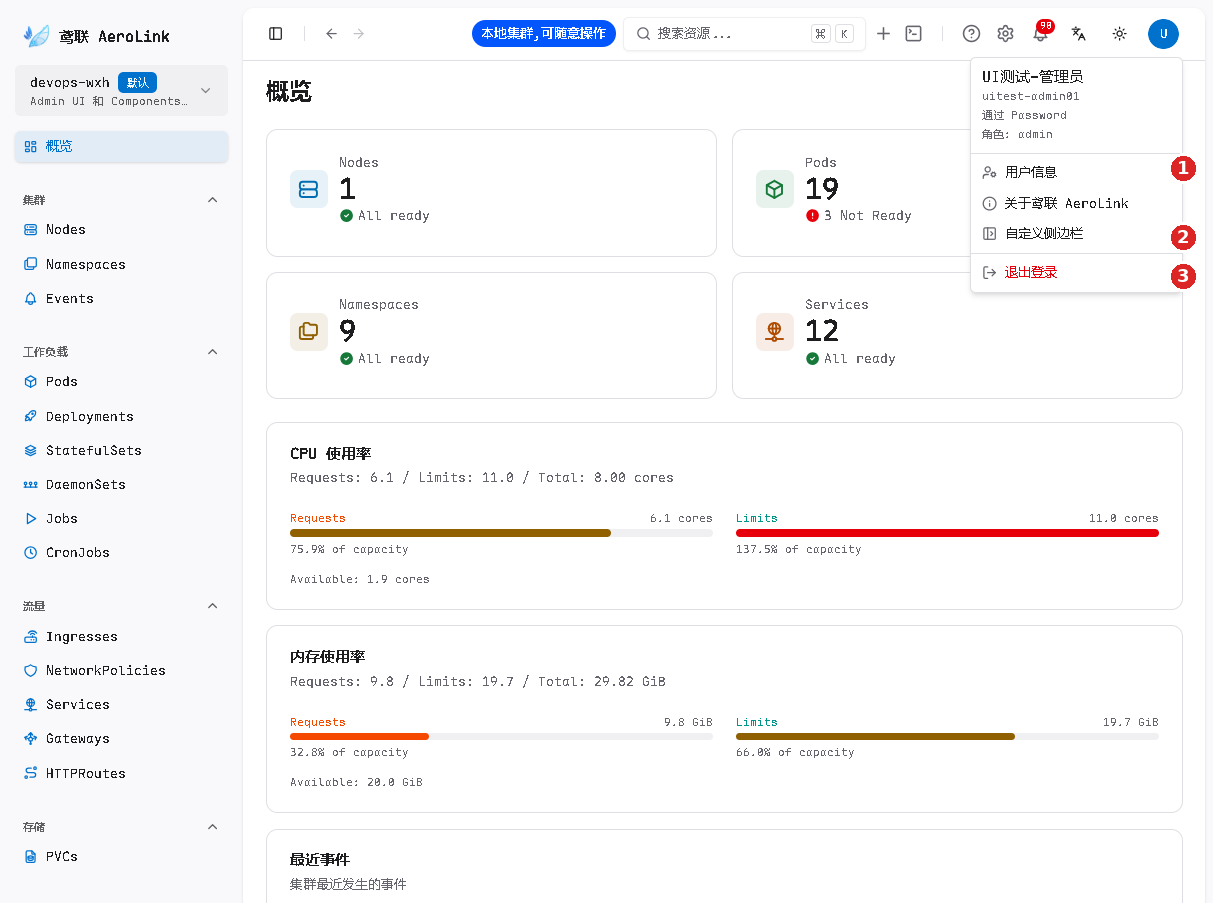 鸢联 AeroLink
本地集群,可随意操作
搜索资源...
⌘ K
90
U
devops-wxh 默认
Admin UI 和 Components…
概览
集群
Nodes
Namespaces
Events
工作负载
Pods
Deployments
StatefulSets
DaemonSets
Jobs
CronJobs
流量
Ingresses
NetworkPolicies
Services
Gateways
HTTPRoutes
存储
PVCs
概览
Nodes
1
All ready
Pods
19
3 Not Ready
Namespaces
9
All ready
Services
12
All ready
UI测试-管理员
uitest-admin01
通过 Password
角色: admin
用户信息 1
关于鸢联 AeroLink
自定义侧边栏 2
退出登录 3
CPU 使用率
Requests: 6.1 / Limits: 11.0 / Total: 8.00 cores
Requests 6.1 cores
75.9% of capacity
Available: 1.9 cores
Limits 11.0 cores
137.5% of capacity
内存使用率
Requests: 9.8 / Limits: 19.7 / Total: 29.82 GiB
Requests 9.8 GiB
32.8% of capacity
Available: 20.0 GiB
Limits 19.7 GiB
66.0% of capacity
最近事件
集群最近发生的事件